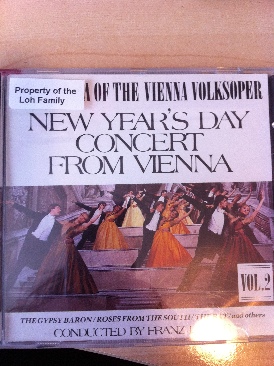 Property of the
Loh Family
A OF THE VIENNA VOLKSOPER
NEW YEAR'S DAY
CONCERT
FROM VIENNA
VOL.2
THE GYPSY BARON/ROSES FROM THE SOUTH/THE and others
CONDUCTED BY FRANZ